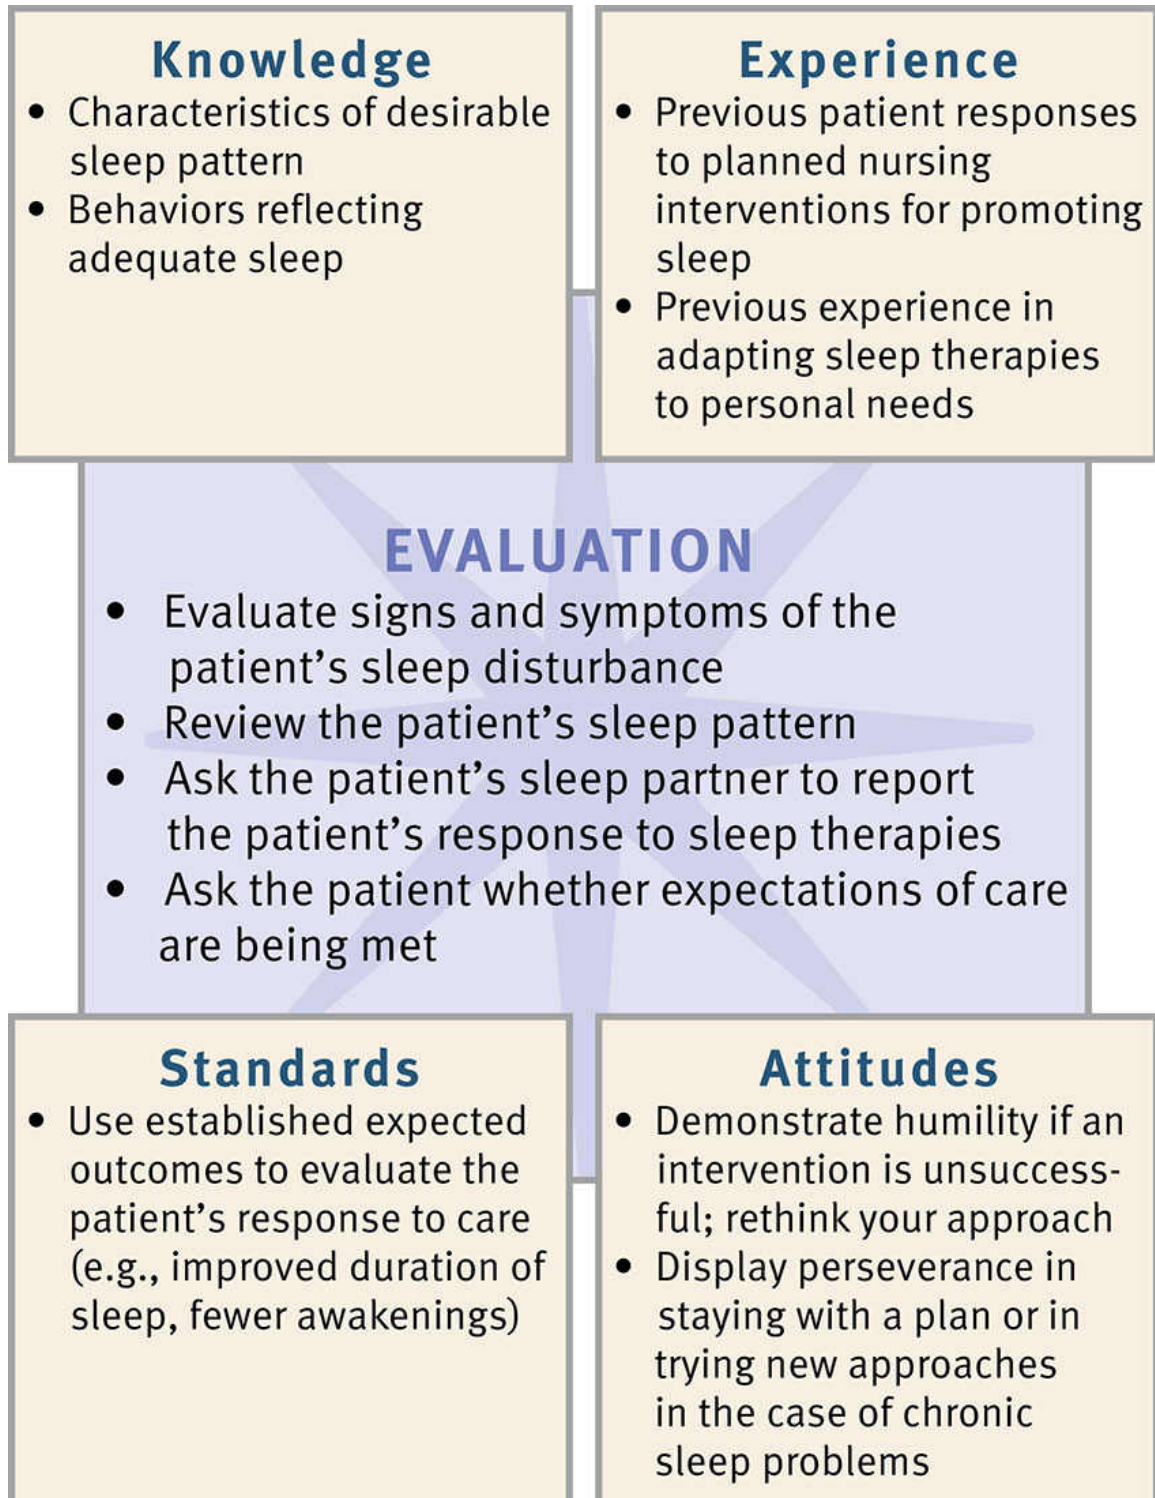 Knowledge
• Characteristics of desirable
sleep pattern
• Behaviors reflecting
adequate sleep
Experience
• Previous patient responses
to planned nursing
interventions for promoting
sleep
• Previous experience in
adapting sleep therapies
to personal needs
EVALUATION
• Evaluate signs and symptoms of the
patient’s sleep disturbance
• Review the patient’s sleep pattern
• Ask the patient’s sleep partner to report
the patient’s response to sleep therapies
• Ask the patient whether expectations of care
are being met
Standards
• Use established expected
outcomes to evaluate the
patient’s response to care
(e.g., improved duration of
sleep, fewer awakenings)
Attitudes
• Demonstrate humility if an
intervention is unsuccess-
ful; rethink your approach
• Display perseverance in
staying with a plan or in
trying new approaches
in the case of chronic
sleep problems